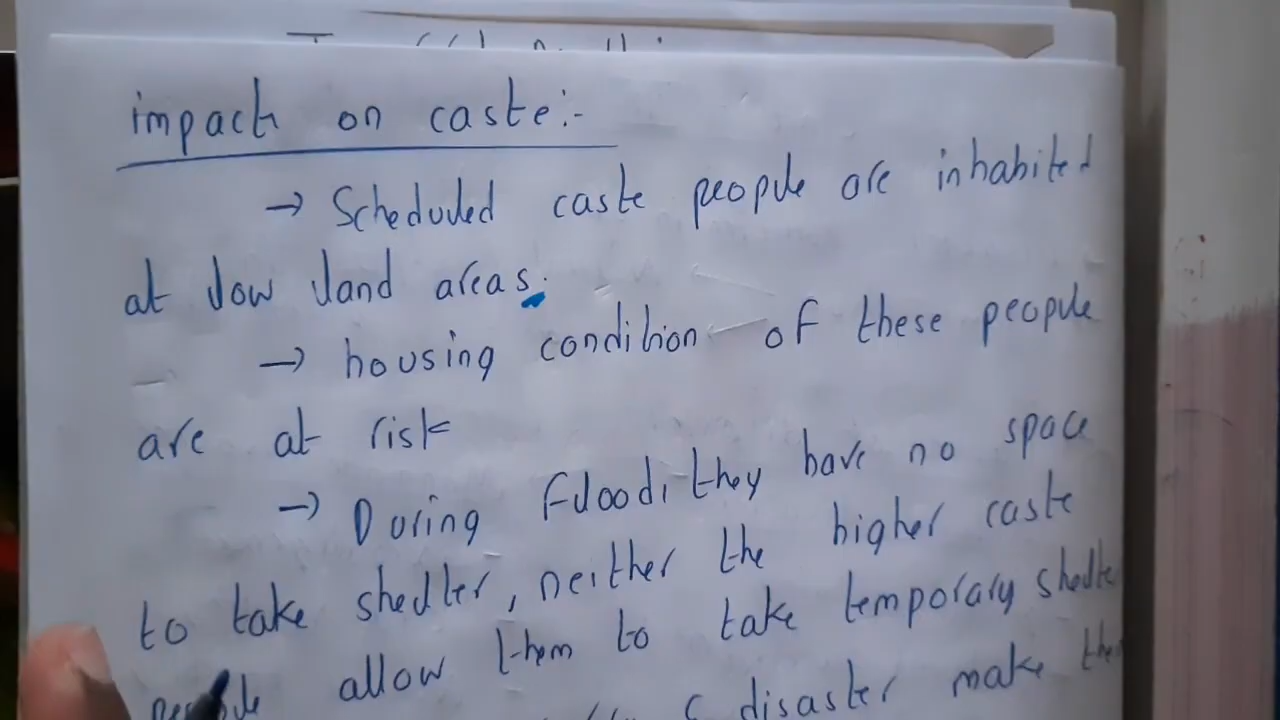 impact on caste:-
→ Scheduled caste people are inhabited
at low land areas.
→ housing condition of these people
are at risk
→ During flood, they have no space
to take shelter, neither the higher caste
people allow them to take temporary shelter
disaster make